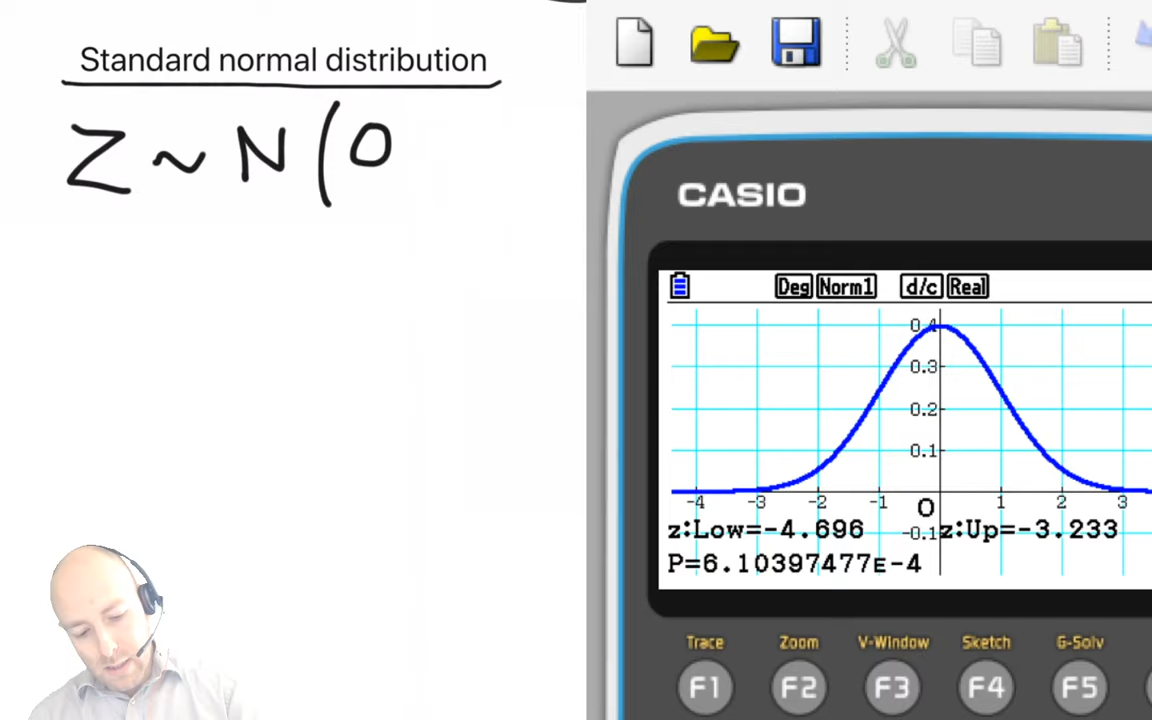 Standard normal distribution
Z ~ N (0
CASIO
Deg Norm1 d/c Real
0.4
0.3
0.2
0.1
-4 -3 -2 -1 O 1 2 3
-0.1
z:Low=-4.696 z:Up=-3.233
P=6.10397477E-4
Trace Zoom V-Window Sketch G-Solv
F1 F2 F3 F4 F5